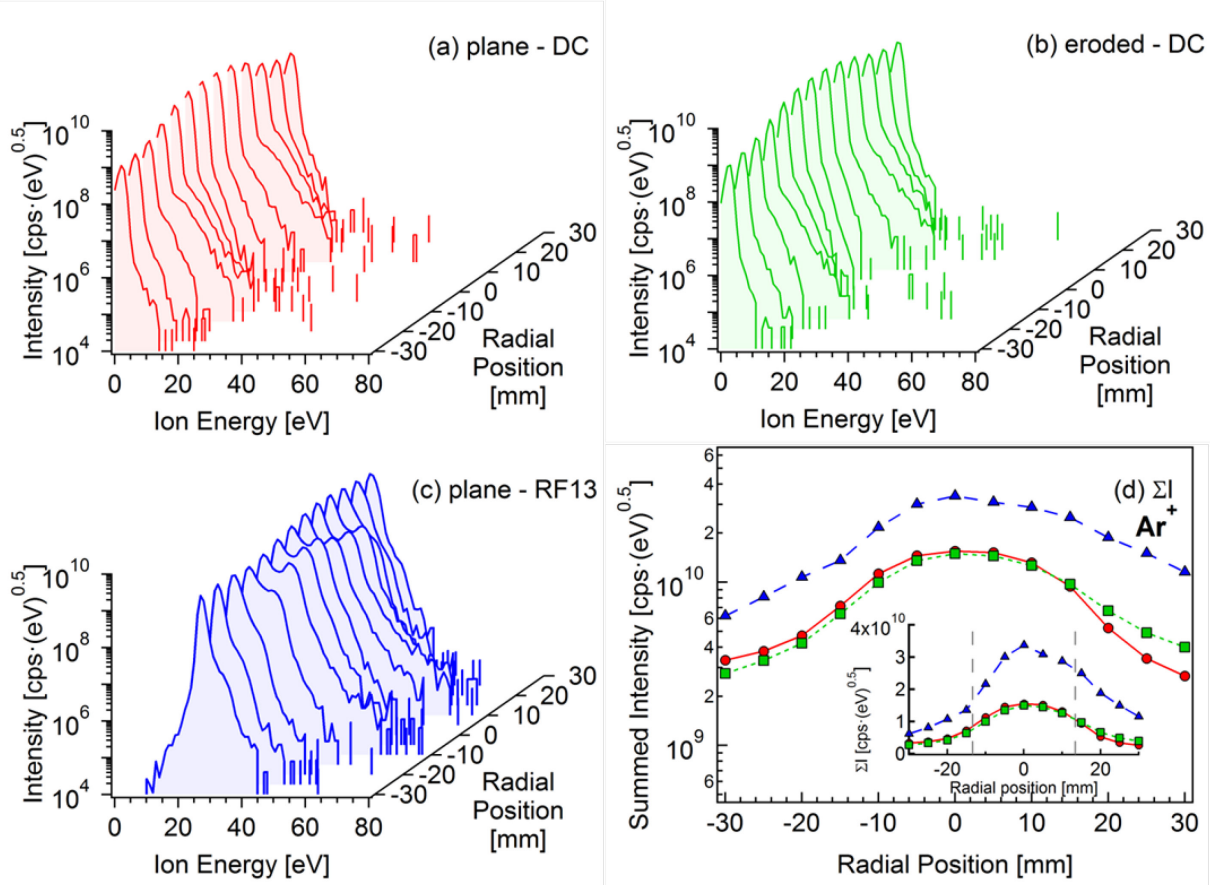 (a) plane - DC
Intensity [cps·(eV)^0.5]
10^10
10^8
10^6
10^4
0 20 40 60 80
Ion Energy [eV]
-30 -20 -10 0 10 20 30
Radial
Position
[mm]
(b) eroded - DC
Intensity [cps·(eV)^0.5]
10^10
10^8
10^6
10^4
0 20 40 60 80
Ion Energy [eV]
-30 -20 -10 0 10 20 30
Radial
Position
[mm]
(c) plane - RF13
Intensity [cps·(eV)^0.5]
10^10
10^8
10^6
10^4
0 20 40 60 80
Ion Energy [eV]
-30 -20 -10 0 10 20 30
Radial
Position
[mm]
(d) ΣI
Ar^+
Summed Intensity [cps·(eV)^0.5]
6
4
2
10^10
6
4
2
10^9
6
-30 -20 -10 0 10 20 30
Radial Position [mm]
ΣI [cps·(eV)^0.5]
4x10^10
3
2
1
0
-20 0 20
Radial position [mm]